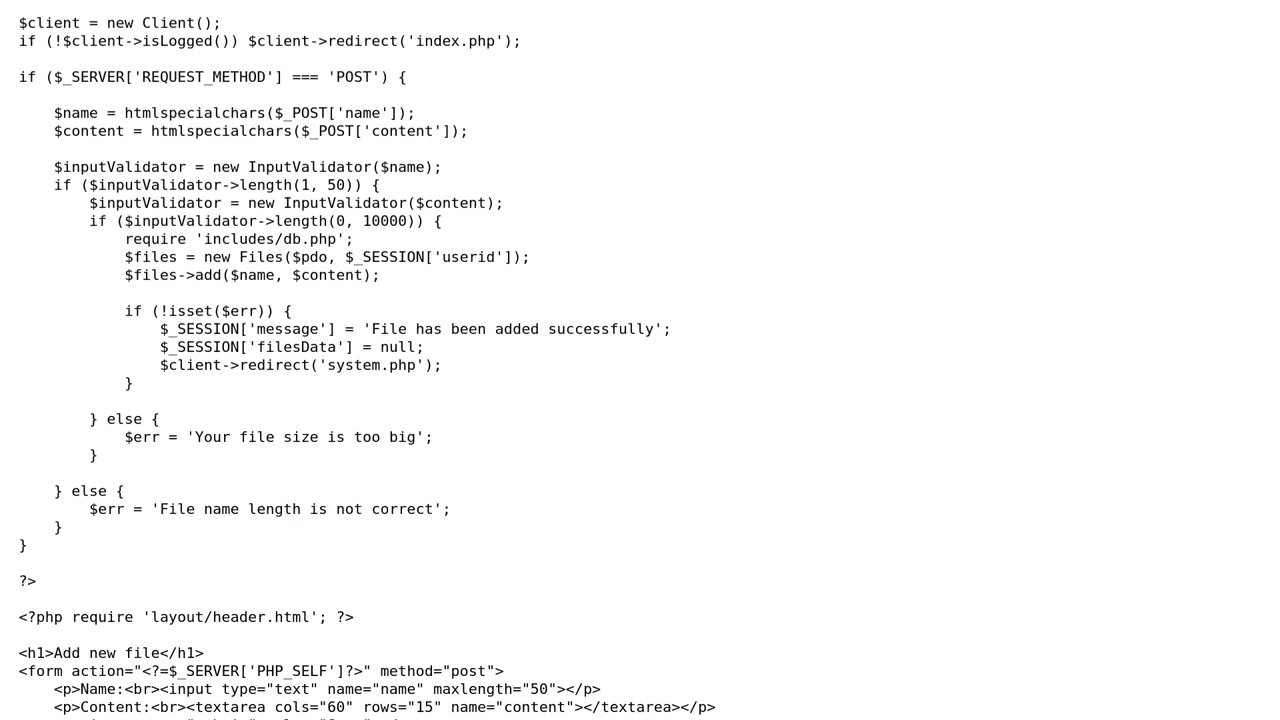 $client = new Client();
if (!$client->isLogged()) $client->redirect('index.php');
if ($_SERVER['REQUEST_METHOD'] === 'POST') {
$name = htmlspecialchars($_POST['name']);
$content = htmlspecialchars($_POST['content']);
$inputValidator = new InputValidator($name);
if ($inputValidator->length(1, 50)) {
$inputValidator = new InputValidator($content);
if ($inputValidator->length(0, 10000)) {
require 'includes/db.php';
$files = new Files($pdo, $_SESSION['userid']);
$files->add($name, $content);
if (!isset($err)) {
$_SESSION['message'] = 'File has been added successfully';
$_SESSION['filesData'] = null;
$client->redirect('system.php');
}
} else {
$err = 'Your file size is too big';
}
} else {
$err = 'File name length is not correct';
}
}
?>
<?php require 'layout/header.html'; ?>
<h1>Add new file</h1>
<form action="<?=$_SERVER['PHP_SELF']?>" method="post">
<p>Name:<br><input type="text" name="name" maxlength="50"></p>
<p>Content:<br><textarea cols="60" rows="15" name="content"></textarea></p>